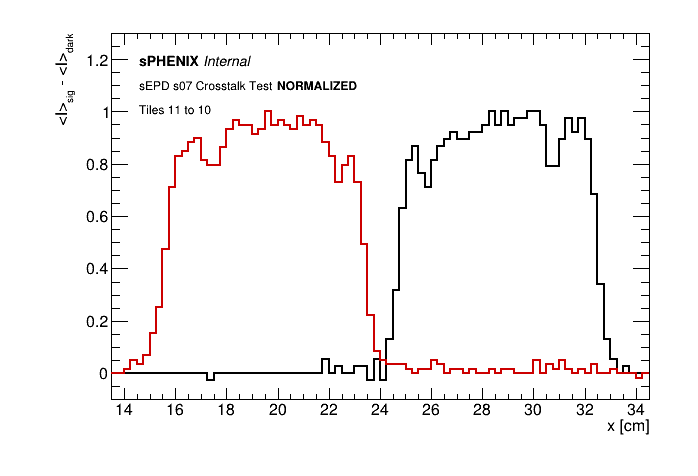 <I>sig - <I>dark
1.2
sPHENIX Internal
sEPD s07 Crosstalk Test NORMALIZED
1
Tiles 11 to 10
0.8
0.6
0.4
0.2
0
14 16 18 20 22 24 26 28 30 32 34
x [cm]